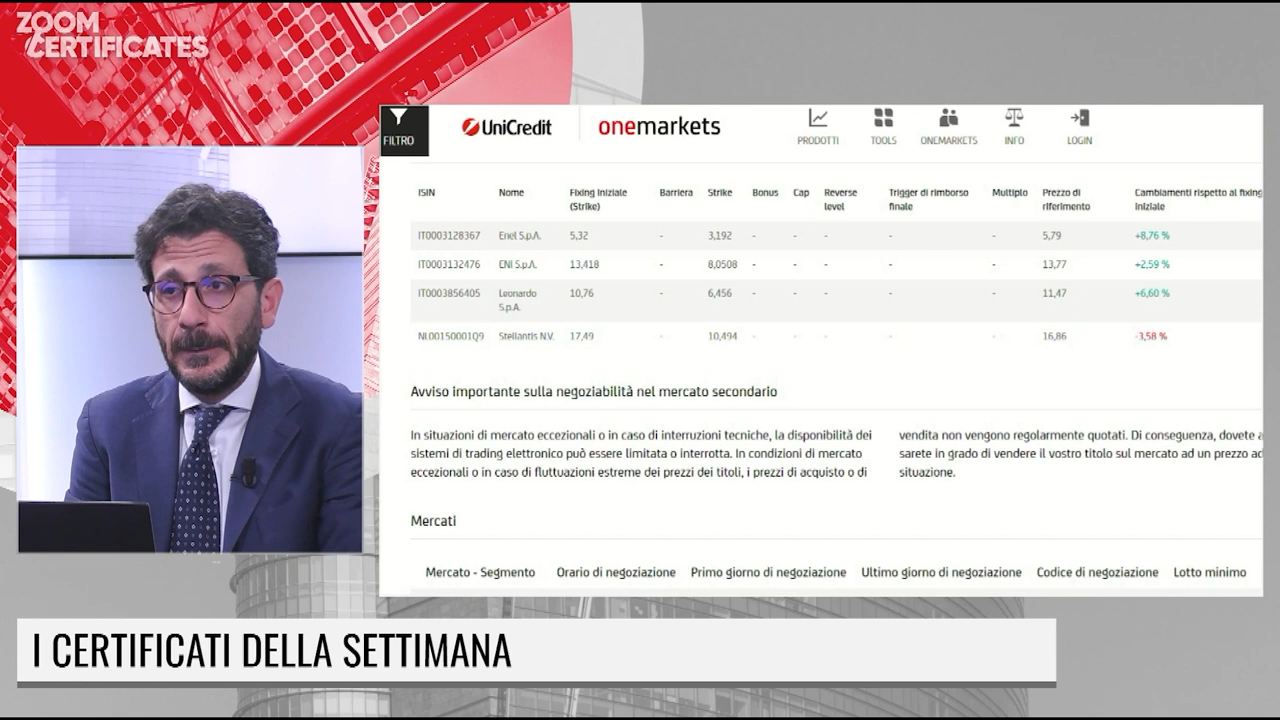 ZOOM
CERTIFICATES
FILTRO
UniCredit
onemarkets
PRODOTTI
TOOLS
ONEMARKETS
INFO
LOGIN
ISIN Nome Fixing Iniziale (Strike) Barriera Strike Bonus Cap Reverse level Trigger di rimborso finale Multiplo Prezzo di riferimento Cambiamenti rispetto al fixing iniziale
IT0003128367 Enel S.p.A. 5,32 - 3,192 - - - - - 5,79 +8,76 %
IT0003132476 ENI S.p.A. 13,418 - 8,0508 - - - - - 13,77 +2,59 %
IT0003856405 Leonardo S.p.A. 10,76 - 6,456 - - - - - 11,47 +6,60 %
NL00150001Q9 Stellantis N.V. 17,49 - 10,494 - - - - - 16,86 -3,58 %
Avviso importante sulla negoziabilità nel mercato secondario
In situazioni di mercato eccezionali o in caso di interruzioni tecniche, la disponibilità dei
sistemi di trading elettronico può essere limitata o interrotta. In condizioni di mercato
eccezionali o in caso di fluttuazioni estreme dei prezzi dei titoli, i prezzi di acquisto o di
vendita non vengono regolarmente quotati. Di conseguenza, dovete
sarete in grado di vendere il vostro titolo sul mercato ad un prezzo
situazione.
Mercati
Mercato - Segmento Orario di negoziazione Primo giorno di negoziazione Ultimo giorno di negoziazione Codice di negoziazione Lotto minimo
I CERTIFICATI DELLA SETTIMANA